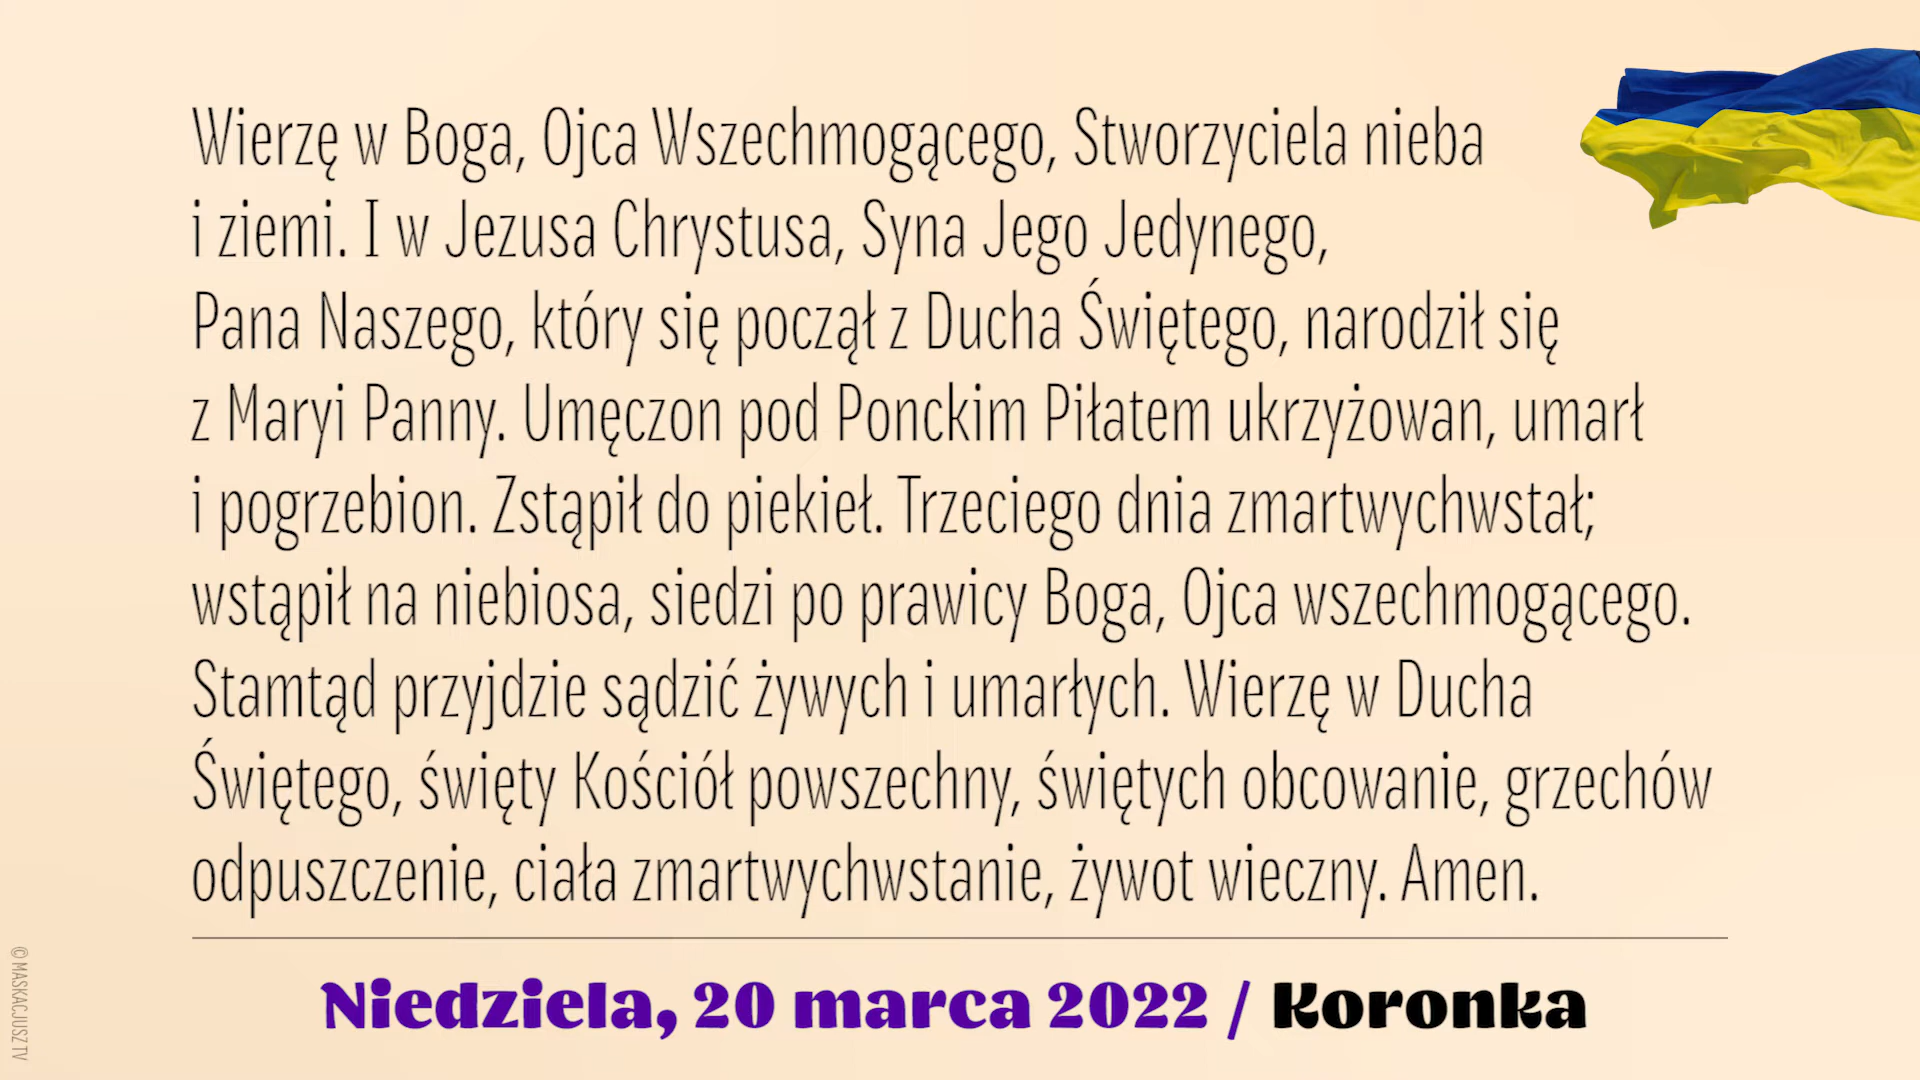 Wierzę w Boga, Ojca Wszechmogącego, Stworzyciela nieba
i ziemi. I w Jezusa Chrystusa, Syna Jego Jedynego,
Pana Naszego, który się począł z Ducha Świętego, narodził się
z Maryi Panny. Umęczon pod Ponckim Piłatem ukrzyżowan, umarł
i pogrzebion. Zstąpił do piekieł. Trzeciego dnia zmartwychwstał;
wstąpił na niebiosa, siedzi po prawicy Boga, Ojca wszechmogącego.
Stamtąd przyjdzie sądzić żywych i umarłych. Wierzę w Ducha
Świętego, święty Kościół powszechny, świętych obcowanie, grzechów
odpuszczenie, ciała zmartwychwstanie, żywot wieczny. Amen.
Niedziela, 20 marca 2022 / Koronka
© MASKACJUSZ TV